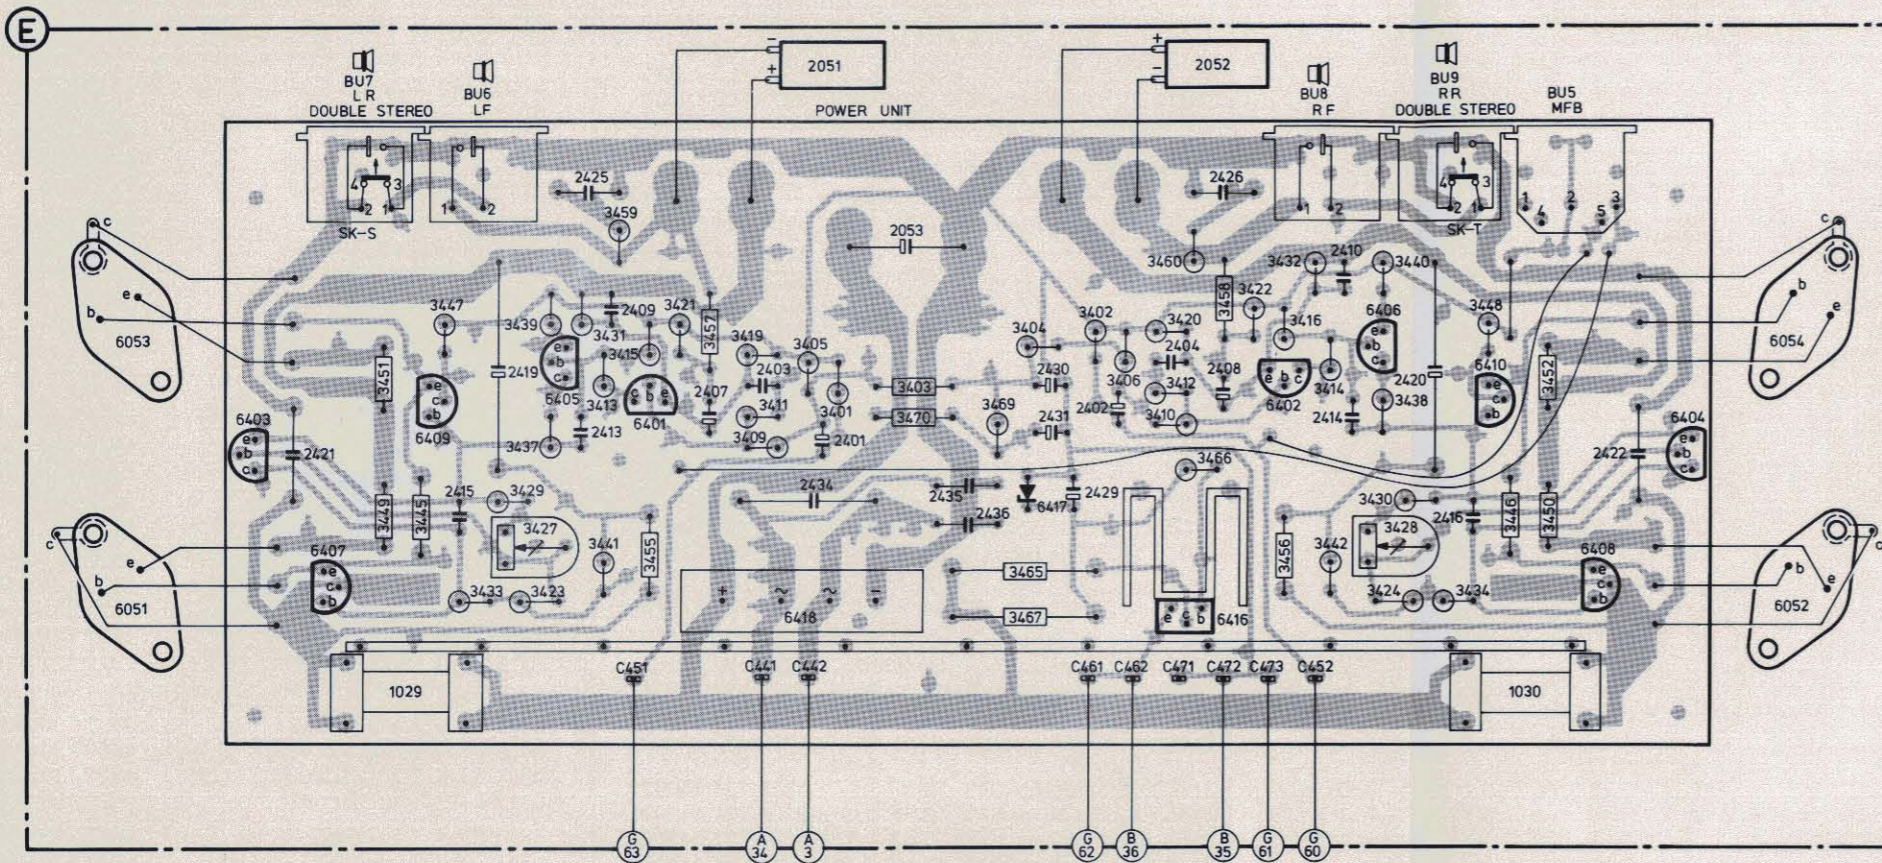 E
BU7
L R
DOUBLE STEREO
BU6
LF
-
+
2051
POWER UNIT
+
-
2052
BU8
R F
BU9
R R
DOUBLE STEREO
BU5
MFB
4 3
2 1
SK-S
1 2
2425
3459
2053
2426
3460
1 2
4 3
2 1
SK-T
1 2 3
4 5
c
e
b
6053
c
b
e
6054
3447
3439
2409
3431
3421
3457
3415
3419
3405
2403
3404
3402
3420
2404
3458
3422
3432
2410
3440
3416
6406
e
b
c
3448
3451
2419
e
b
c
6405
3413
c b e
6401
2407
3411
3401
3403
3470
2430
3406
3412
2408
e b c
6402
3414
2420
3438
6410
e
c
b
3452
6403
e
b
c
2421
e
c
b
6409
3437
2413
3409
2401
3469
2431
2402
3410
2414
2422
6404
e
b
c
3466
3449
3445
2415
3429
3427
2434
2435
2436
6417
2429
3430
3428
2416
3446
3450
c
e
b
6051
6407
e
c
b
3441
3455
3433
3423
+ ~ ~ -
6418
3465
3467
e c b
6416
3456
3442
3424
3434
6408
e
c
b
c
b
e
6052
1029
C451
C441
C442
C461
C462
C471
C472
C473
C452
1030
G
63
A
34
A
3
G
62
B
36
B
35
G
61
G
60